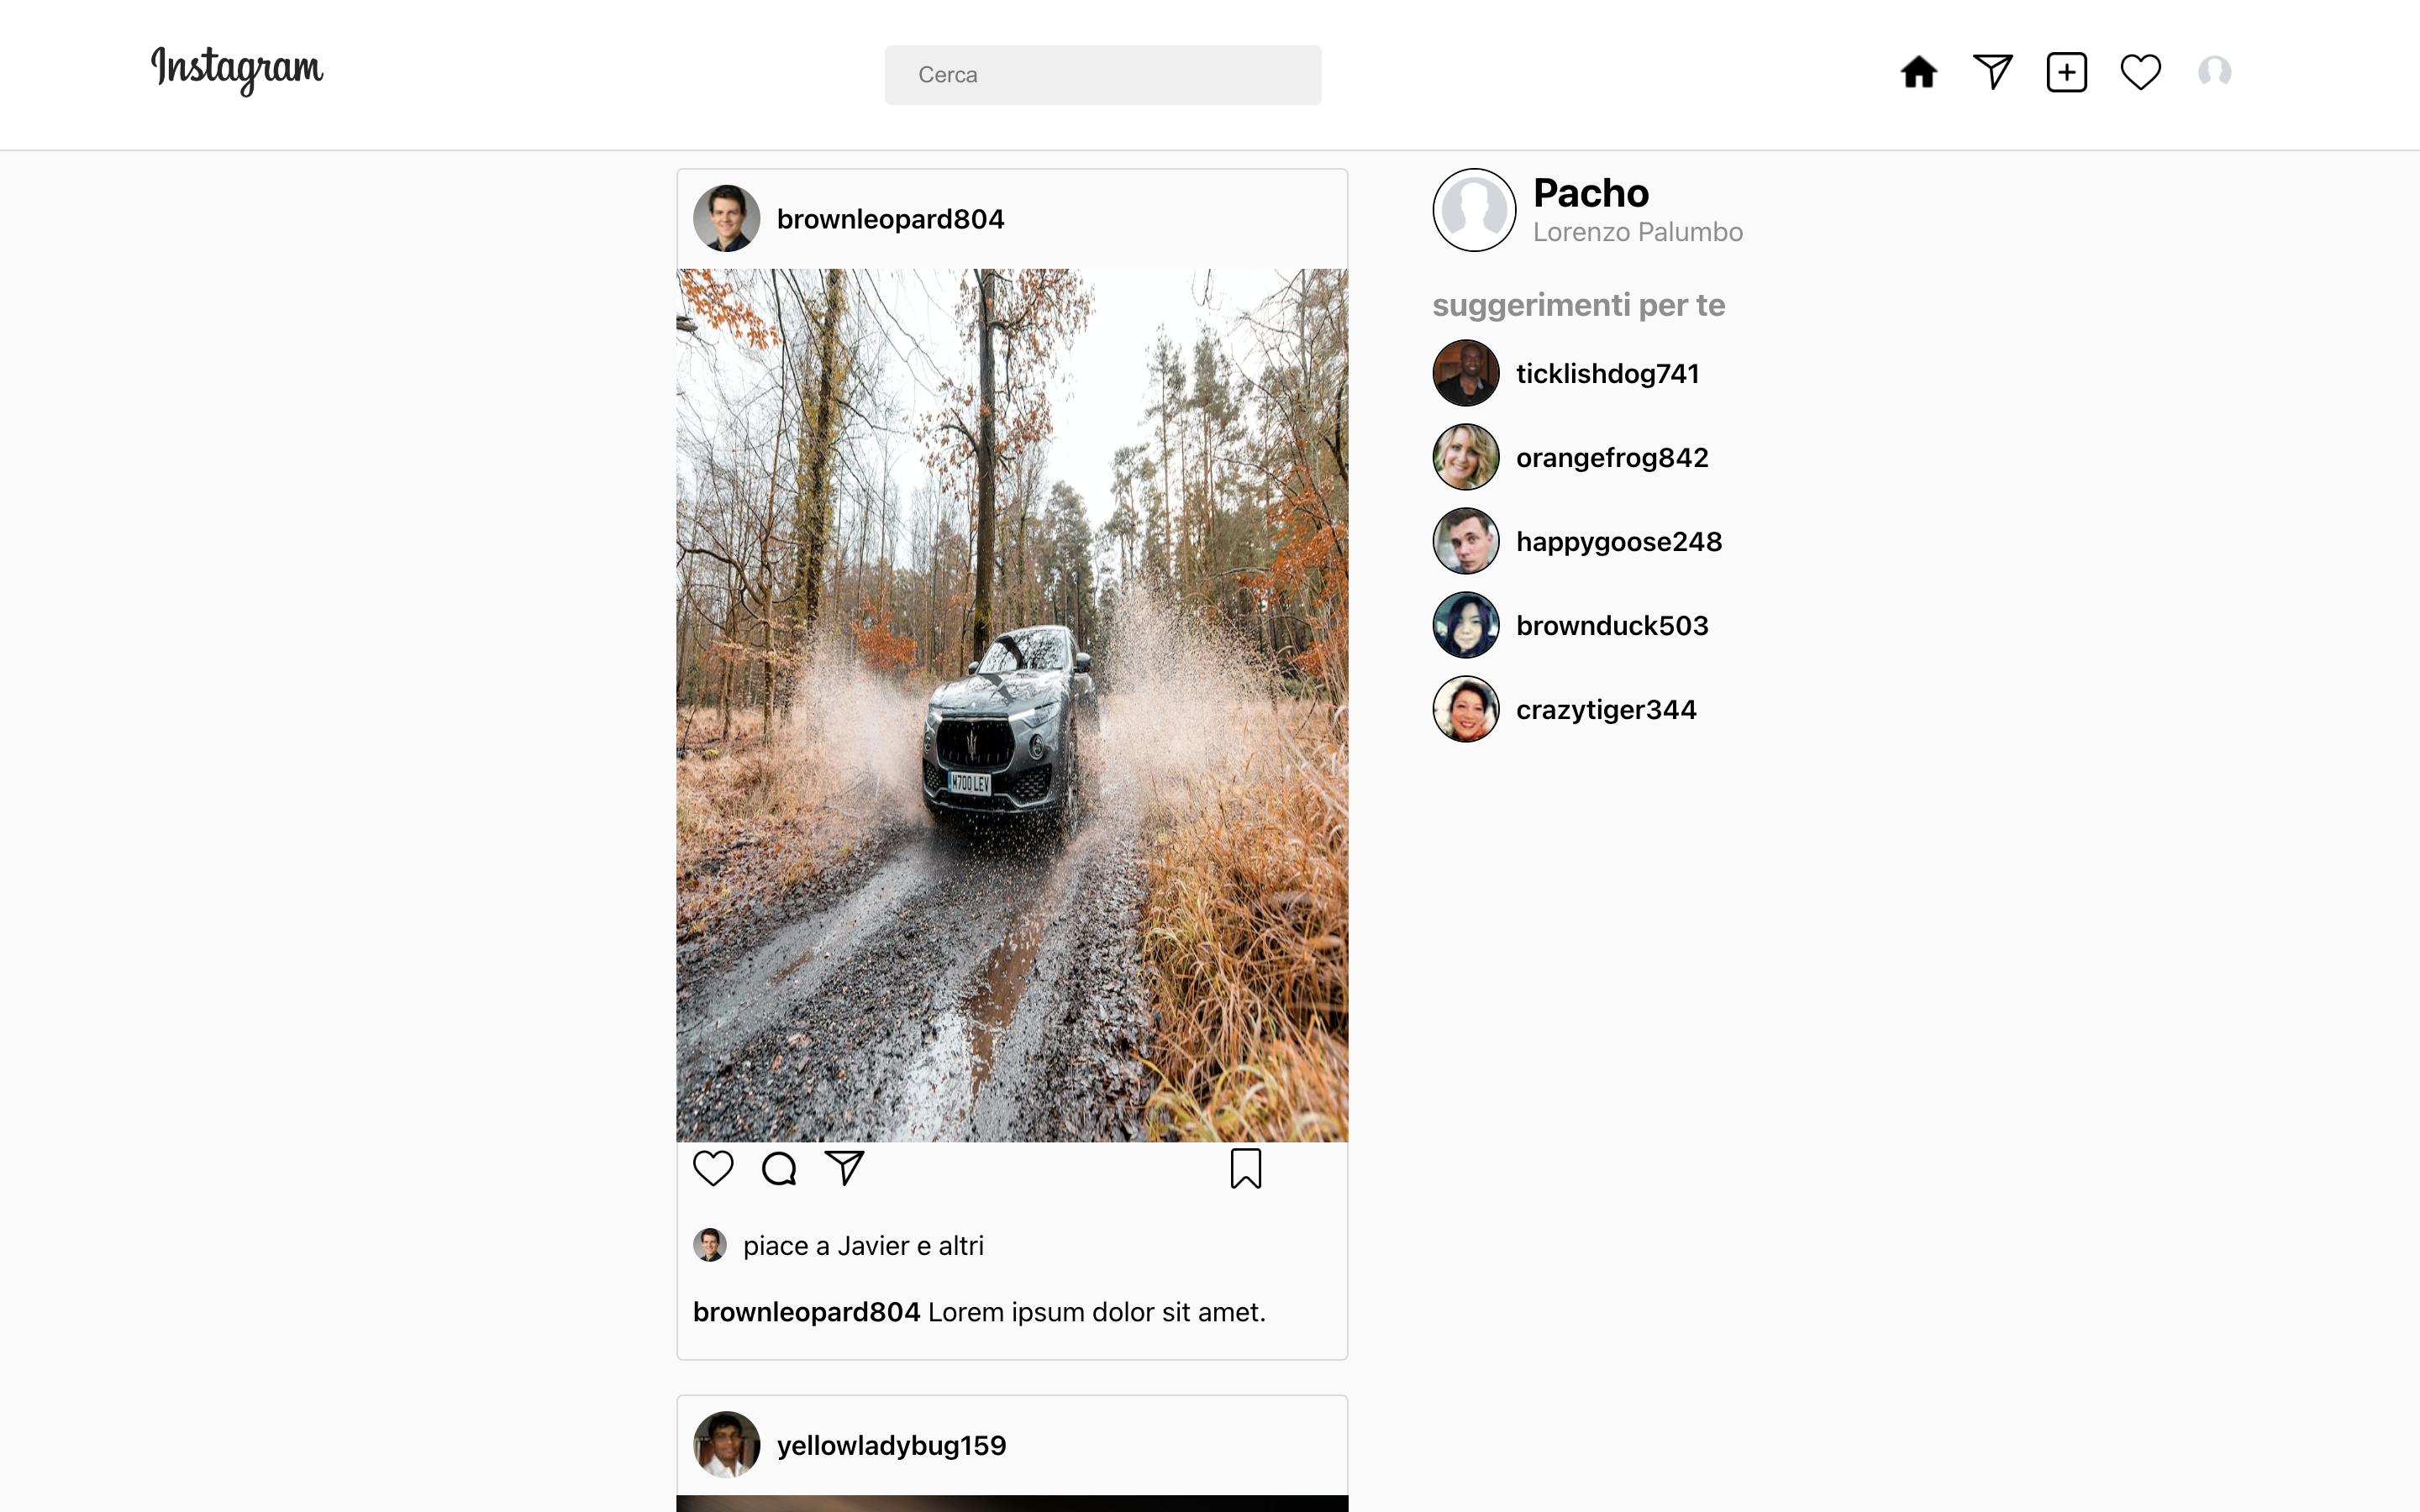 Instagram
Cerca
brownleopard804
M700 LEV
piace a Javier e altri
brownleopard804 Lorem ipsum dolor sit amet.
yellowladybug159
Pacho
Lorenzo Palumbo
suggerimenti per te
ticklishdog741
orangefrog842
happygoose248
brownduck503
crazytiger344